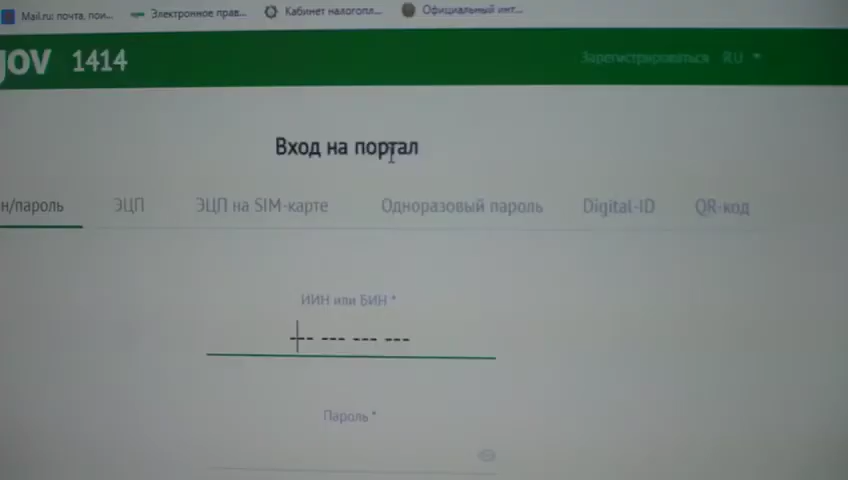 Mail.ru: почта, пои...
Электронное прав...
Кабинет налогопл...
Официальный инт...
gov 1414
Зарегистрироваться RU
Вход на портал
н/пароль ЭЦП ЭЦП на SIM-карте Одноразовый пароль Digital-ID QR-код
ИИН или БИН *
--- --- --- ---
Пароль *